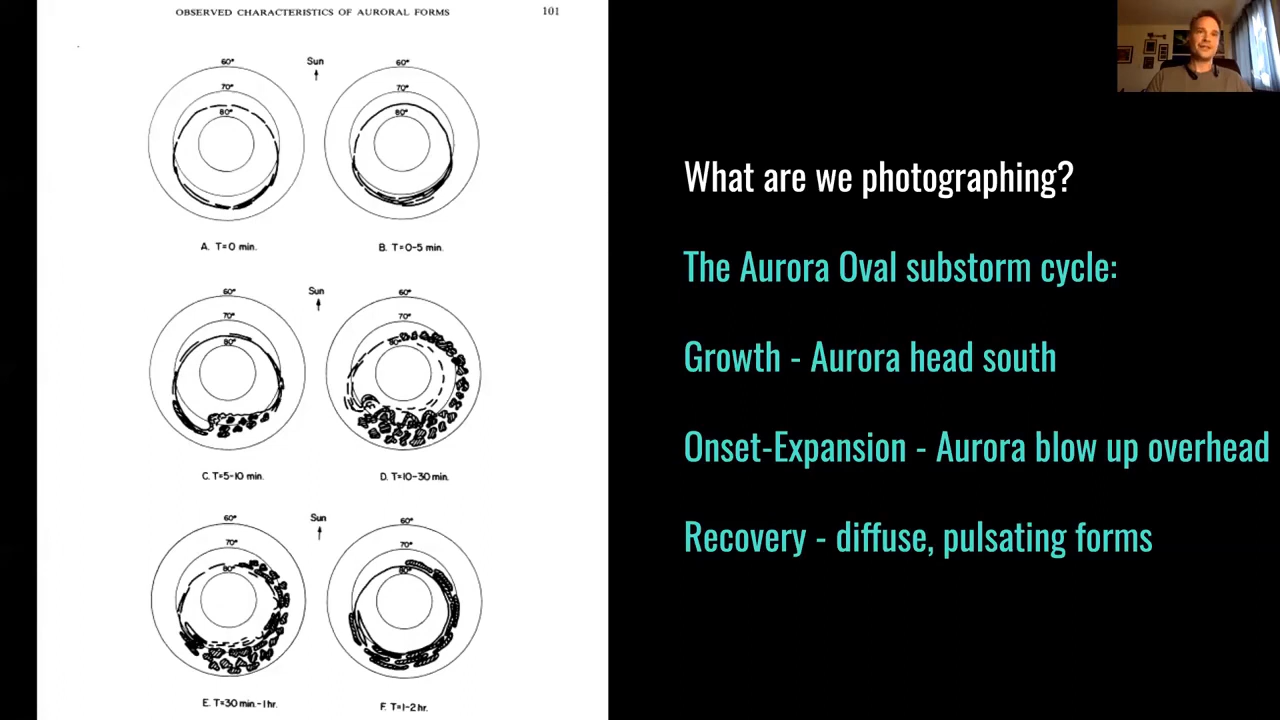 OBSERVED CHARACTERISTICS OF AURORAL FORMS 101
60° Sun 60°
70° 70°
80° 80°
A. T=0 min. B. T=0-5 min.
60° Sun 60°
70° 70°
80° 80°
C. T=5-10 min. D. T=10-30 min.
60° Sun 60°
70° 70°
80° 80°
E. T=30 min.-1 hr. F. T=1-2 hr.
What are we photographing?
The Aurora Oval substorm cycle:
Growth - Aurora head south
Onset-Expansion - Aurora blow up overhead
Recovery - diffuse, pulsating forms